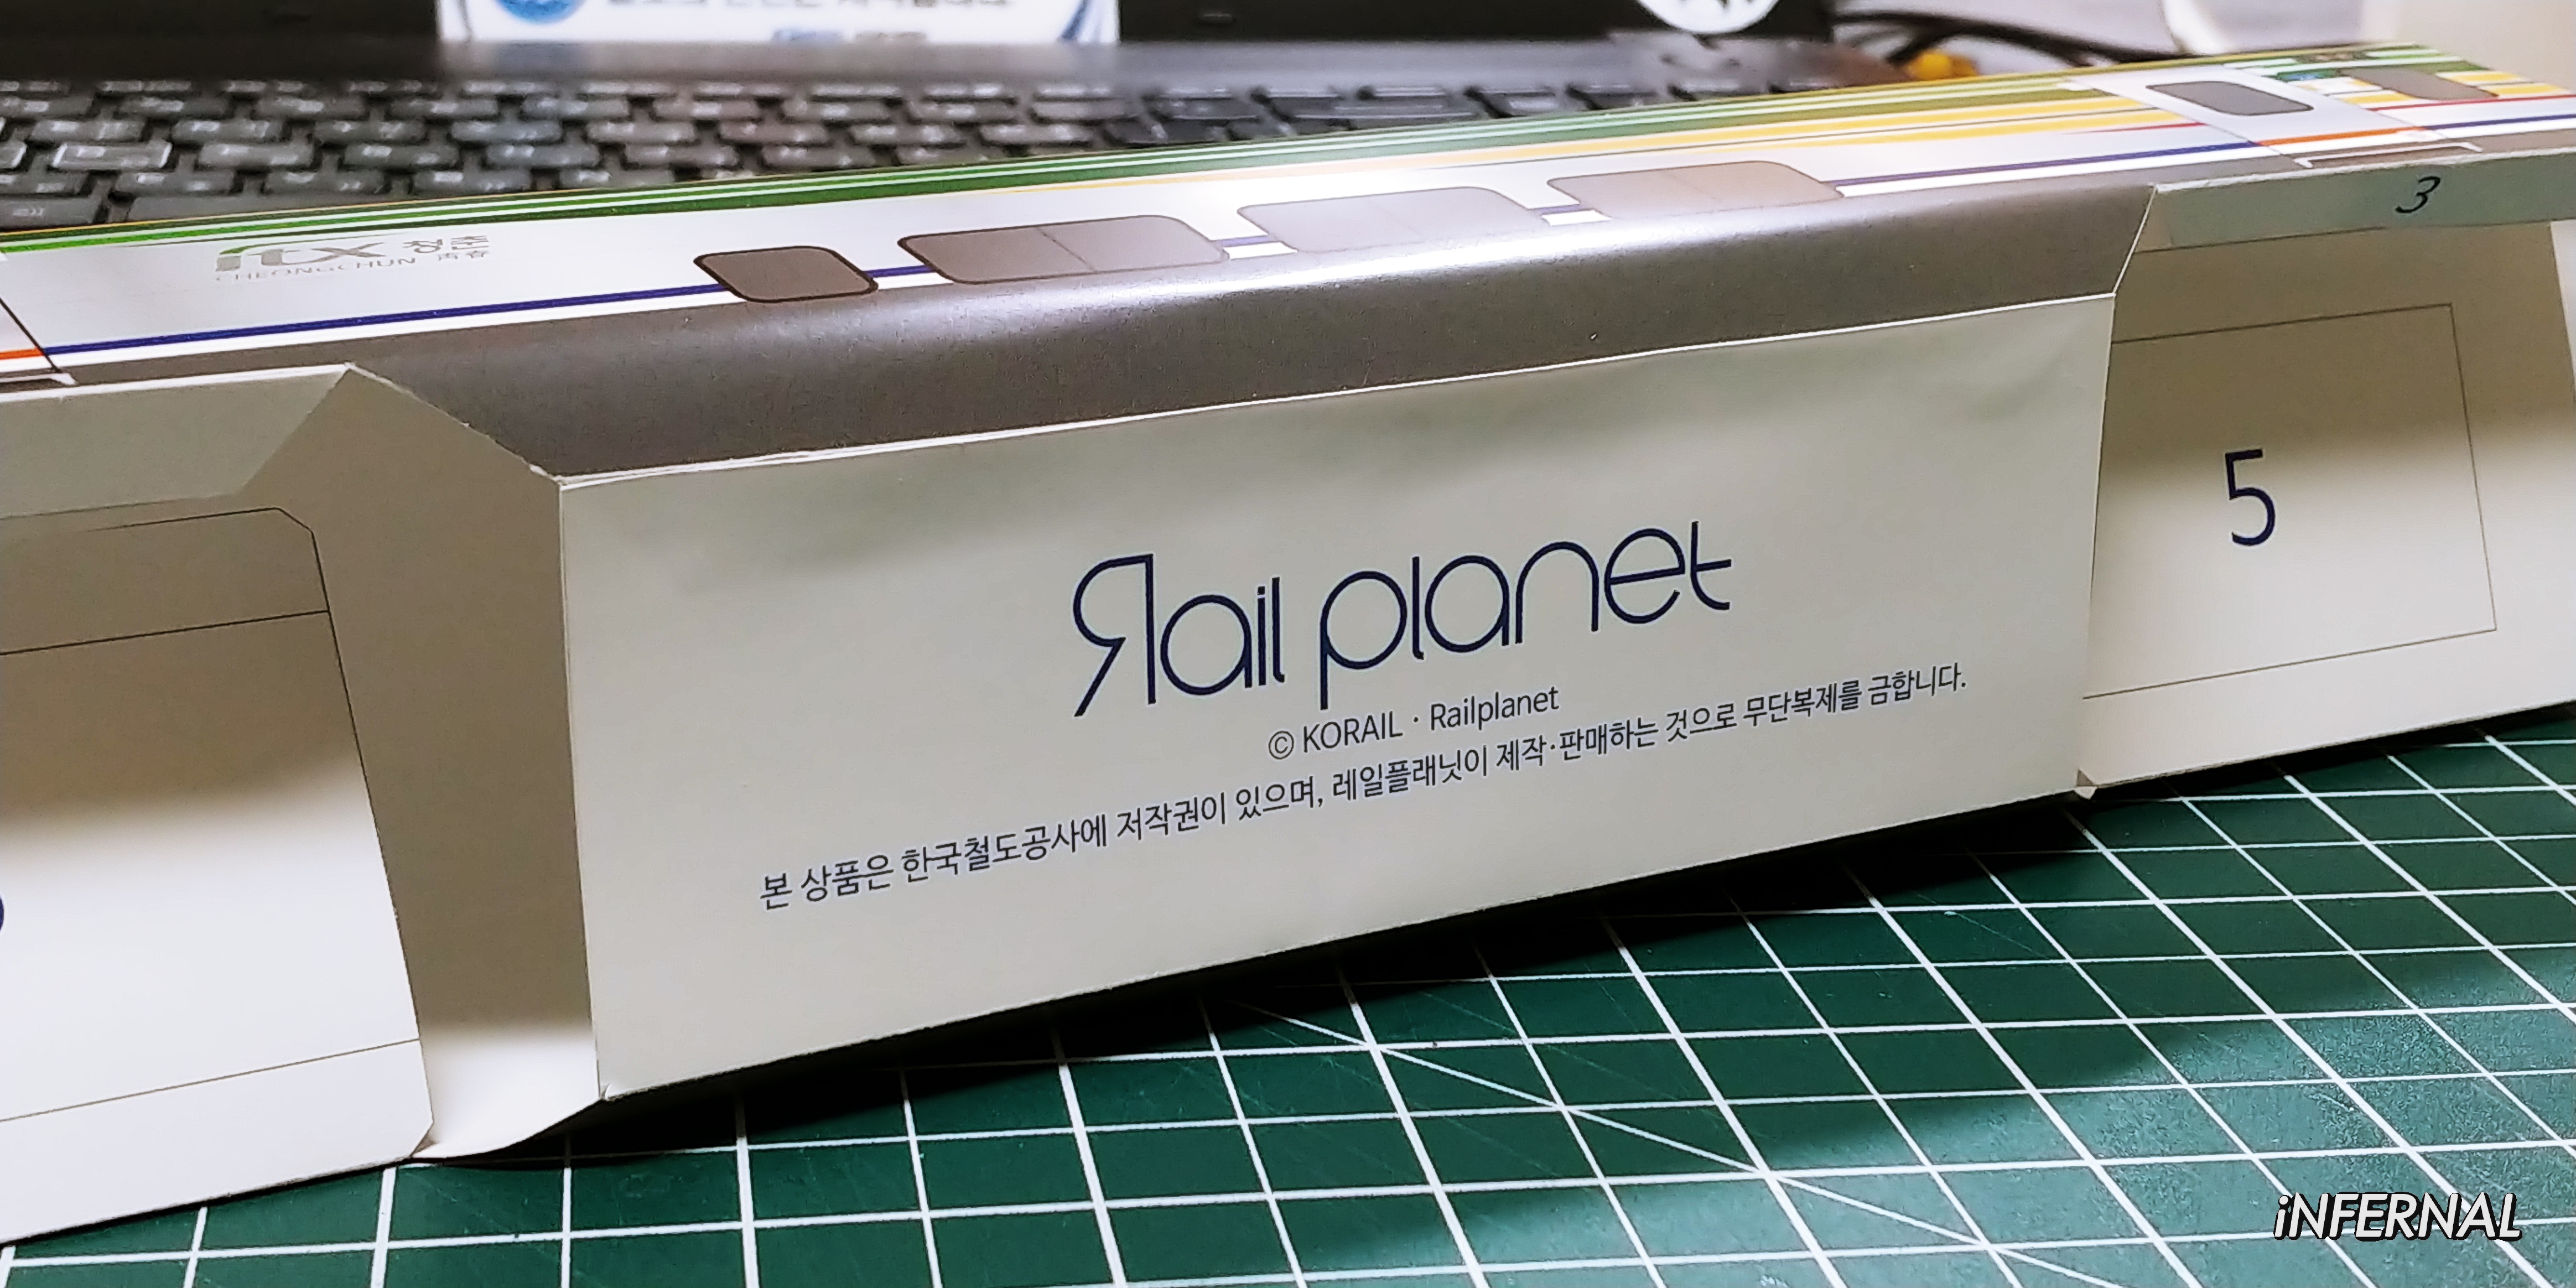 itx 청춘
CHEONGCHUN 靑春
3
5
Rail planet
© KORAIL · Railplanet
본 상품은 한국철도공사에 저작권이 있으며, 레일플래닛이 제작·판매하는 것으로 무단복제를 금합니다.
iNFERNAL